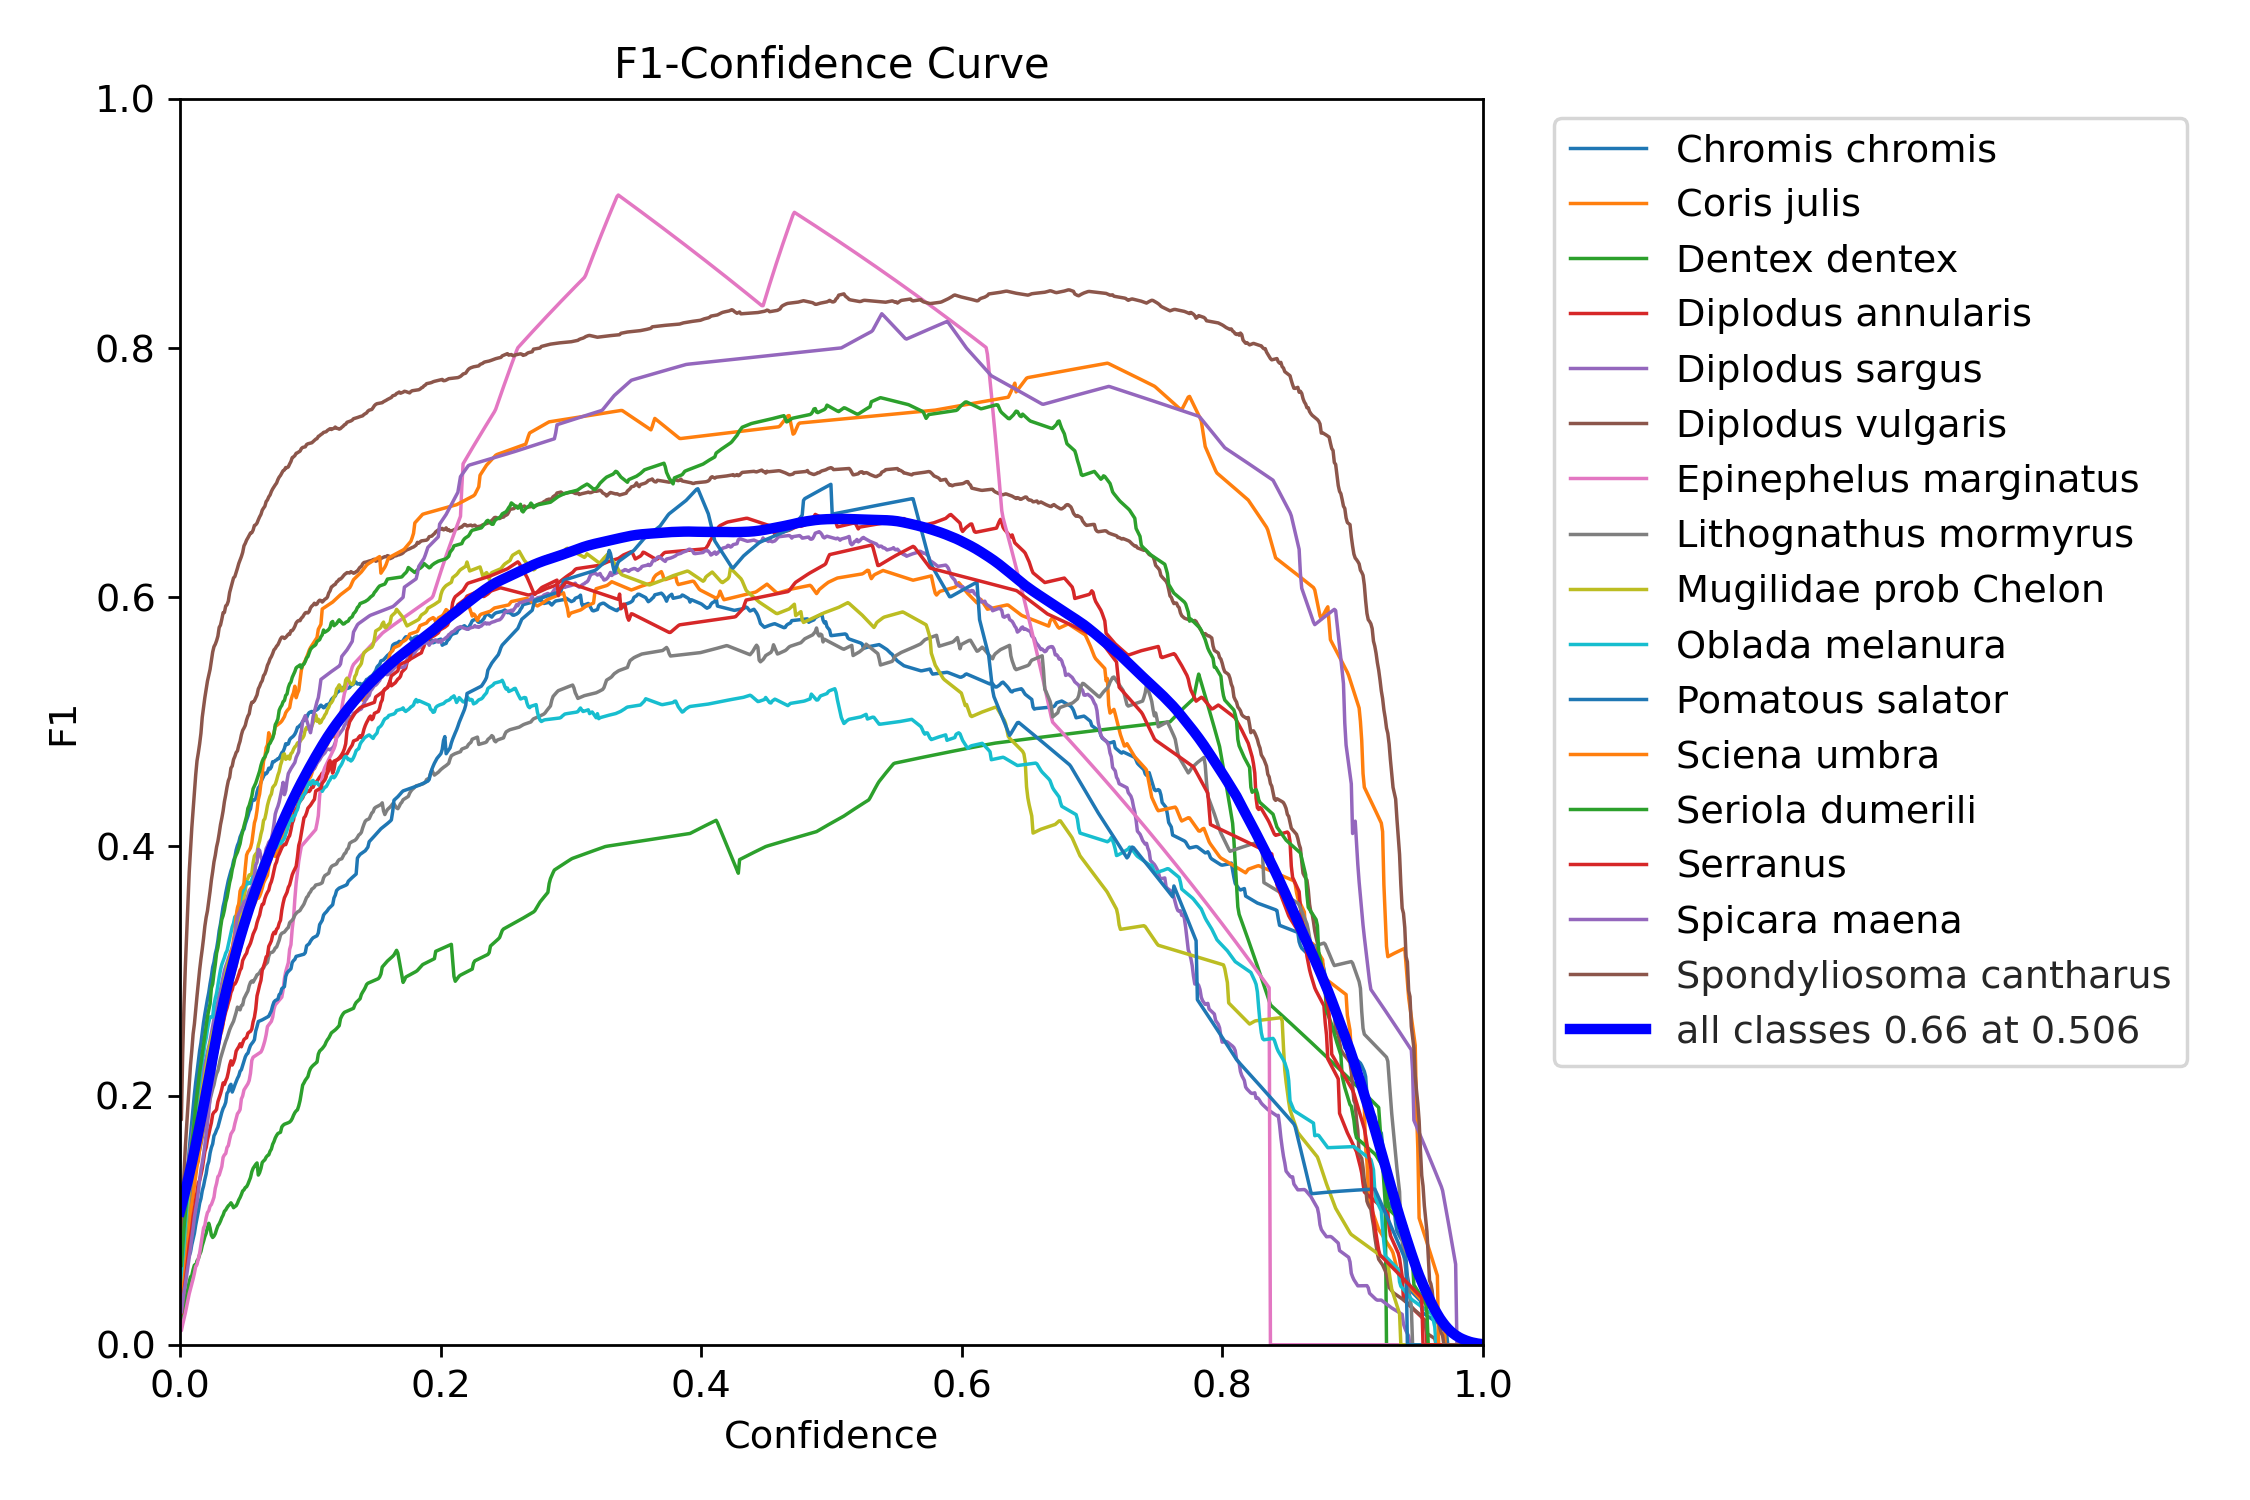 F1-Confidence Curve
1.0
0.8
0.6
0.4
0.2
0.0
F1
0.0 0.2 0.4 0.6 0.8 1.0
Confidence
Chromis chromis
Coris julis
Dentex dentex
Diplodus annularis
Diplodus sargus
Diplodus vulgaris
Epinephelus marginatus
Lithognathus mormyrus
Mugilidae prob Chelon
Oblada melanura
Pomatous salator
Sciena umbra
Seriola dumerili
Serranus
Spicara maena
Spondyliosoma cantharus
all classes 0.66 at 0.506